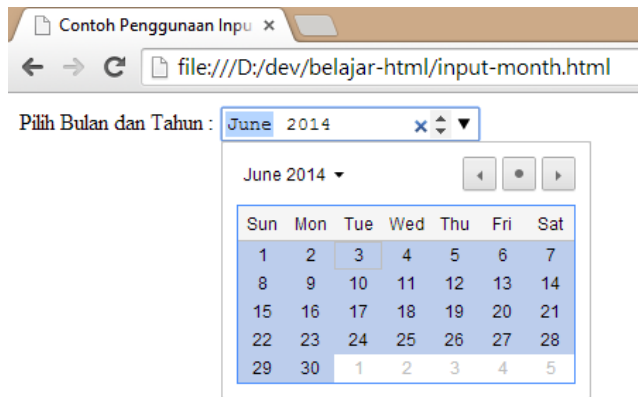 Contoh Penggunaan Inpu
file:///D:/dev/belajar-html/input-month.html
Pilih Bulan dan Tahun : June 2014
June 2014
Sun Mon Tue Wed Thu Fri Sat
1 2 3 4 5 6 7
8 9 10 11 12 13 14
15 16 17 18 19 20 21
22 23 24 25 26 27 28
29 30 1 2 3 4 5